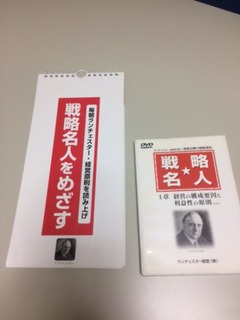 毎朝ランチェスター・経営原則を読み上げ
戦略名人をめざす
DVD
戦略
★
名人
1章 経営の構成要因と
利益性の原則
ランチェスター経営(株)